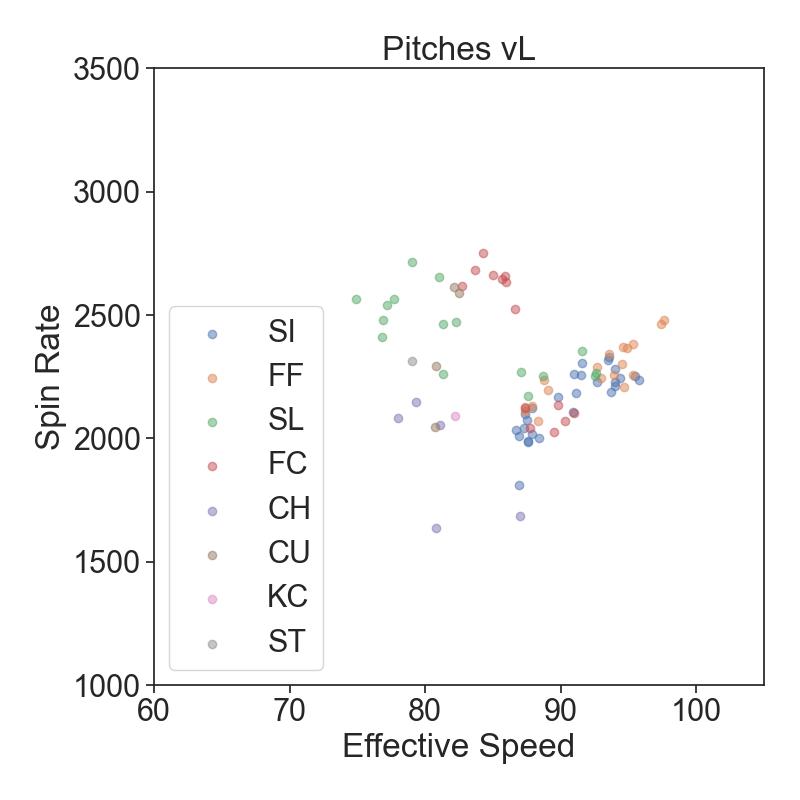 Pitches vL
3500
3000
2500
2000
1500
1000
Spin Rate
SI
FF
SL
FC
CH
CU
KC
ST
60 70 80 90 100
Effective Speed